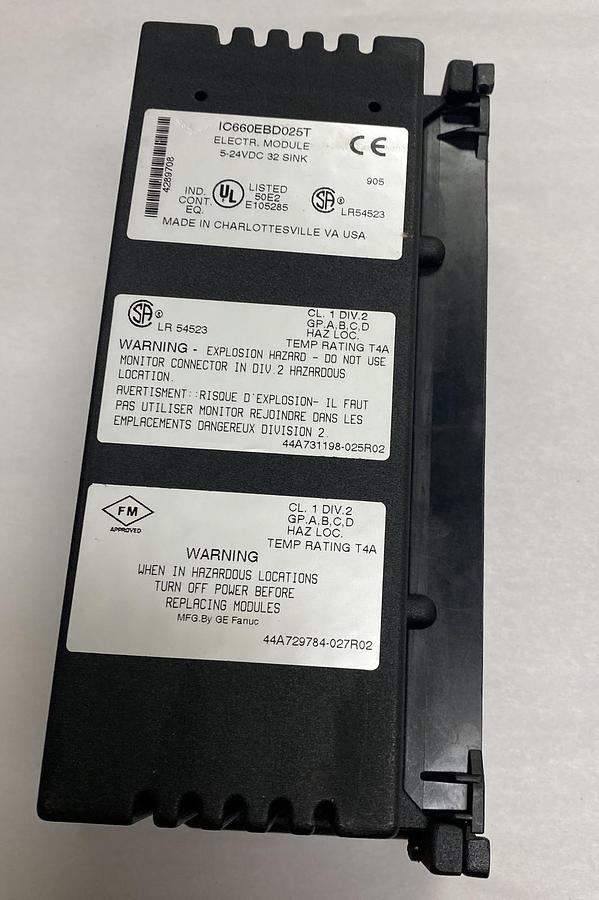 IC660EBD025T
ELECTR. MODULE
5-24VDC 32 SINK
CE
905
4289708
IND.
CONT.
EQ.
UL
LISTED
50E2
E105285
SA
LR54523
MADE IN CHARLOTTESVILLE VA USA
SA
LR 54523
CL. 1 DIV.2
GP.A,B,C,D
HAZ LOC.
TEMP RATING T4A
WARNING - EXPLOSION HAZARD - DO NOT USE
MONITOR CONNECTOR IN DIV.2 HAZARDOUS
LOCATION.
AVERTISMENT::RISQUE D'EXPLOSION- IL FAUT
PAS UTILISER MONITOR REJOINDRE DANS LES
EMPLACEMENTS DANGEREUX DIVISION 2.
44A731198-025R02
FM
APPROVED
CL. 1 DIV.2
GP.A,B,C,D
HAZ LOC.
TEMP RATING T4A
WARNING
WHEN IN HAZARDOUS LOCATIONS
TURN OFF POWER BEFORE
REPLACING MODULES
MFG.By GE Fanuc
44A729784-027R02